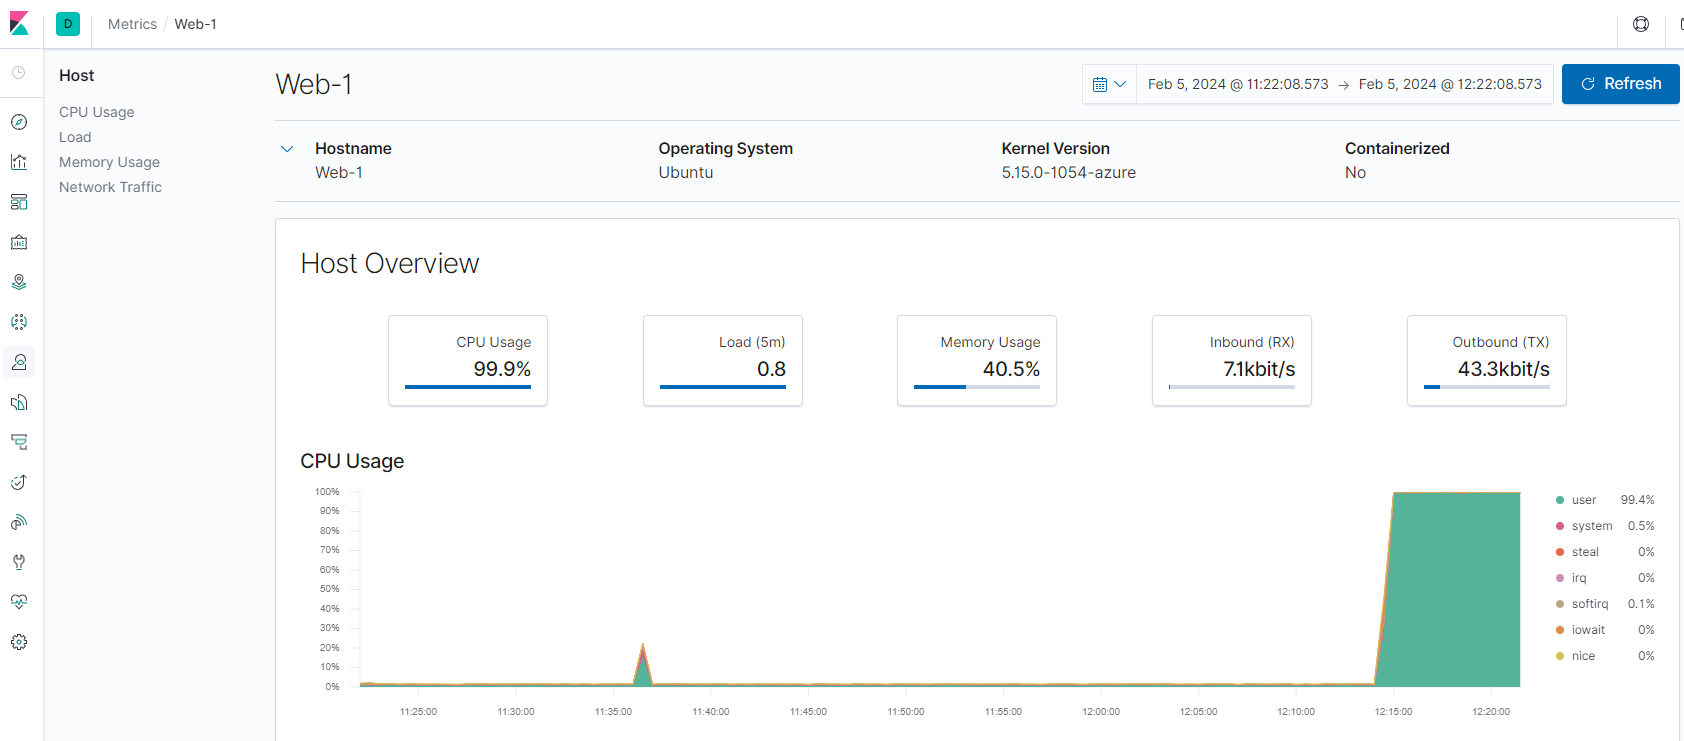 D Metrics / Web-1
Host
CPU Usage
Load
Memory Usage
Network Traffic
Web-1
Feb 5, 2024 @ 11:22:08.573 → Feb 5, 2024 @ 12:22:08.573
Refresh
Hostname Operating System Kernel Version Containerized
Web-1 Ubuntu 5.15.0-1054-azure No
Host Overview
CPU Usage Load (5m) Memory Usage Inbound (RX) Outbound (TX)
99.9% 0.8 40.5% 7.1kbit/s 43.3kbit/s
CPU Usage
100%
90%
80%
70%
60%
50%
40%
30%
20%
10%
0%
11:25:00 11:30:00 11:35:00 11:40:00 11:45:00 11:50:00 11:55:00 12:00:00 12:05:00 12:10:00 12:15:00 12:20:00
user 99.4%
system 0.5%
steal 0%
irq 0%
softirq 0.1%
iowait 0%
nice 0%